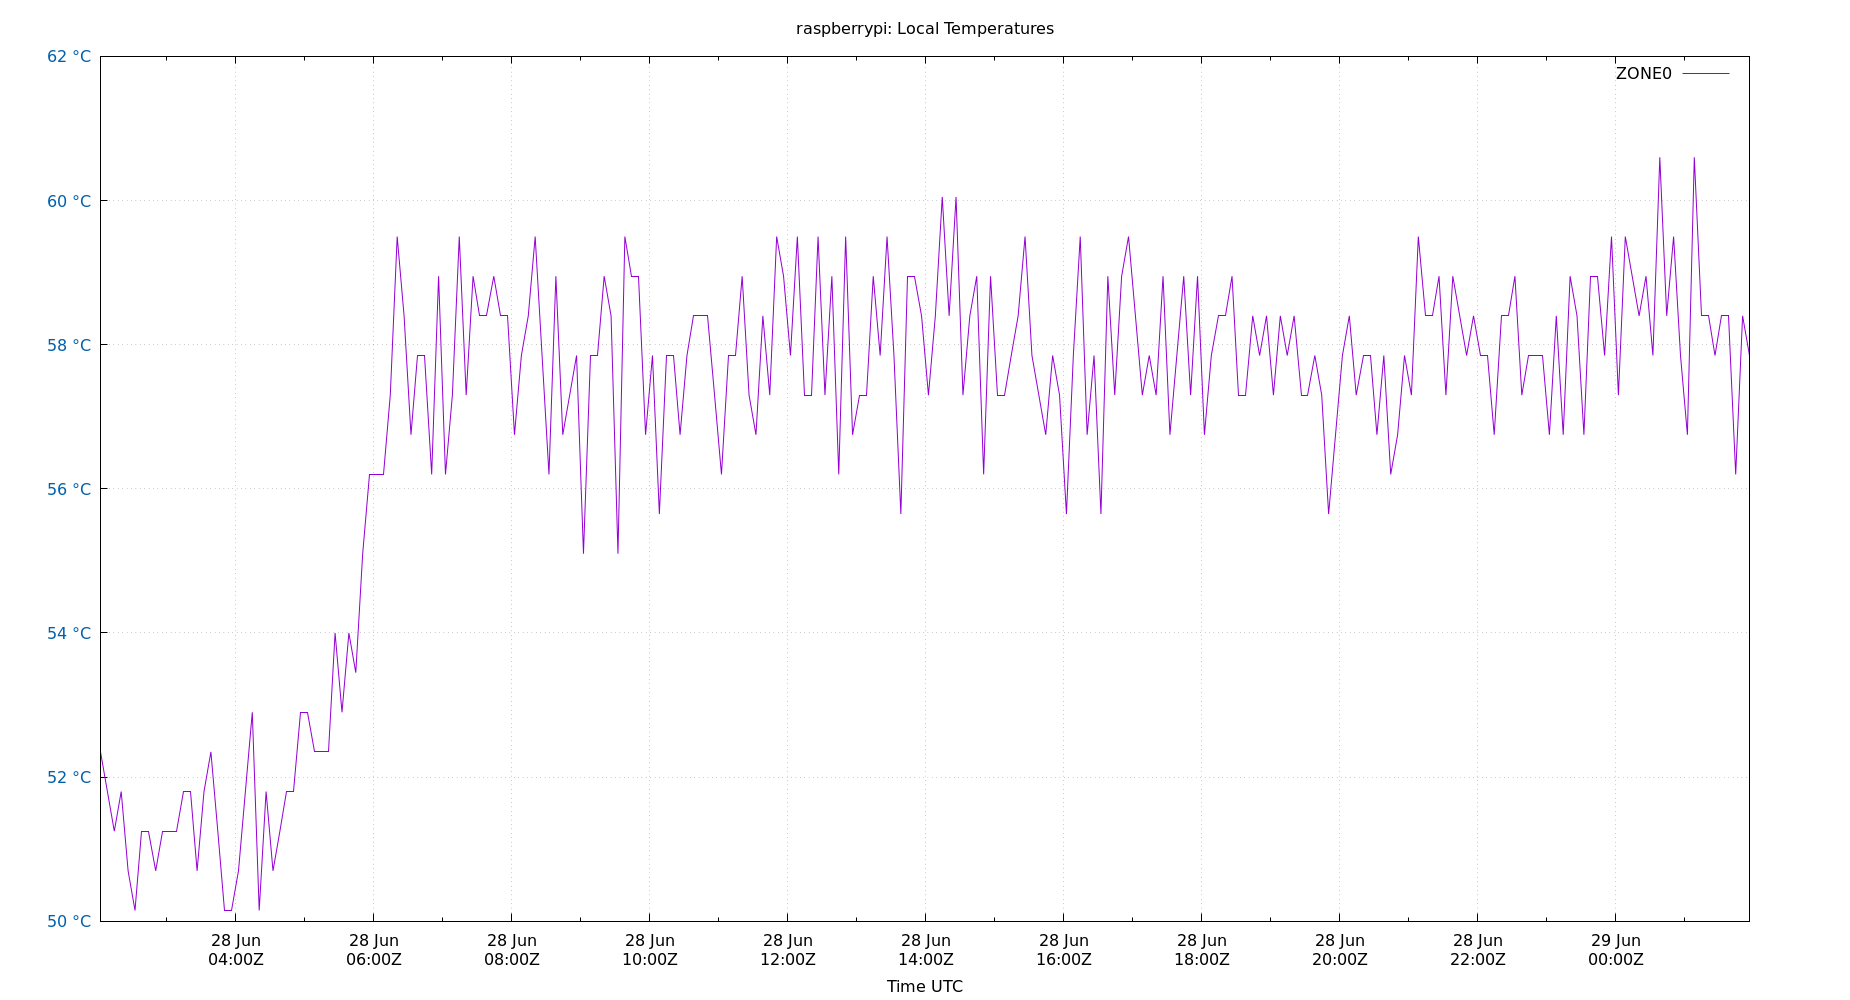 raspberrypi: Local Temperatures
62 °C
ZONE0
60 °C
58 °C
56 °C
54 °C
52 °C
50 °C
28 Jun 28 Jun 28 Jun 28 Jun 28 Jun 28 Jun 28 Jun 28 Jun 28 Jun 28 Jun 29 Jun
04:00Z 06:00Z 08:00Z 10:00Z 12:00Z 14:00Z 16:00Z 18:00Z 20:00Z 22:00Z 00:00Z
Time UTC